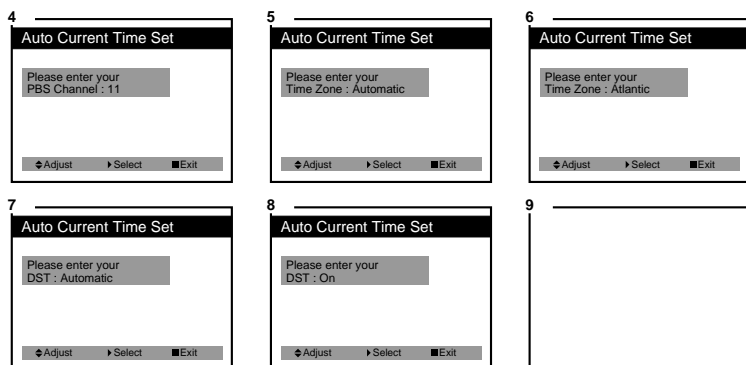 4
Auto Current Time Set
Please enter your
PBS Channel : 11
♦Adjust ▸Select ■Exit
5
Auto Current Time Set
Please enter your
Time Zone : Automatic
♦Adjust ▸Select ■Exit
6
Auto Current Time Set
Please enter your
Time Zone : Atlantic
♦Adjust ▸Select ■Exit
7
Auto Current Time Set
Please enter your
DST : Automatic
♦Adjust ▸Select ■Exit
8
Auto Current Time Set
Please enter your
DST : On
♦Adjust ▸Select ■Exit
9